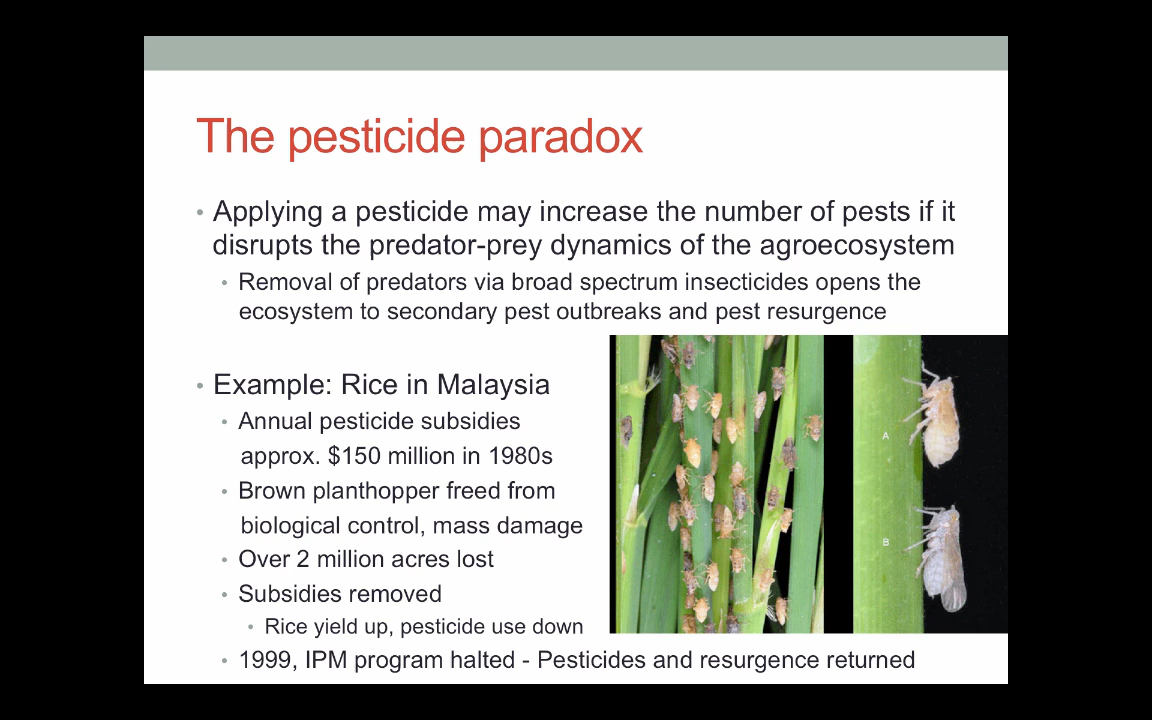 The pesticide paradox
• Applying a pesticide may increase the number of pests if it
disrupts the predator-prey dynamics of the agroecosystem
• Removal of predators via broad spectrum insecticides opens the
ecosystem to secondary pest outbreaks and pest resurgence
• Example: Rice in Malaysia
• Annual pesticide subsidies
approx. $150 million in 1980s
• Brown planthopper freed from
biological control, mass damage
• Over 2 million acres lost
• Subsidies removed
• Rice yield up, pesticide use down
• 1999, IPM program halted - Pesticides and resurgence returned
A
B